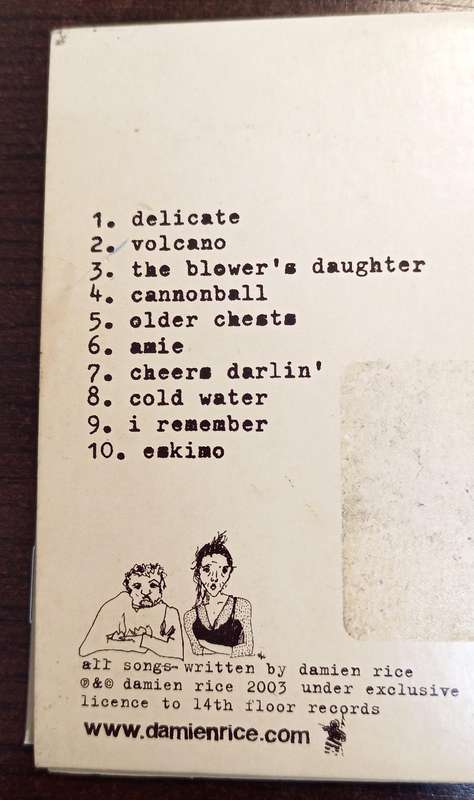 1. delicate
2. volcano
3. the blower's daughter
4. cannonball
5. older chests
6. amie
7. cheers darlin'
8. cold water
9. i remember
10. eskimo
all songs written by damien rice
℗&© damien rice 2003 under exclusive
licence to 14th floor records
www.damienrice.com